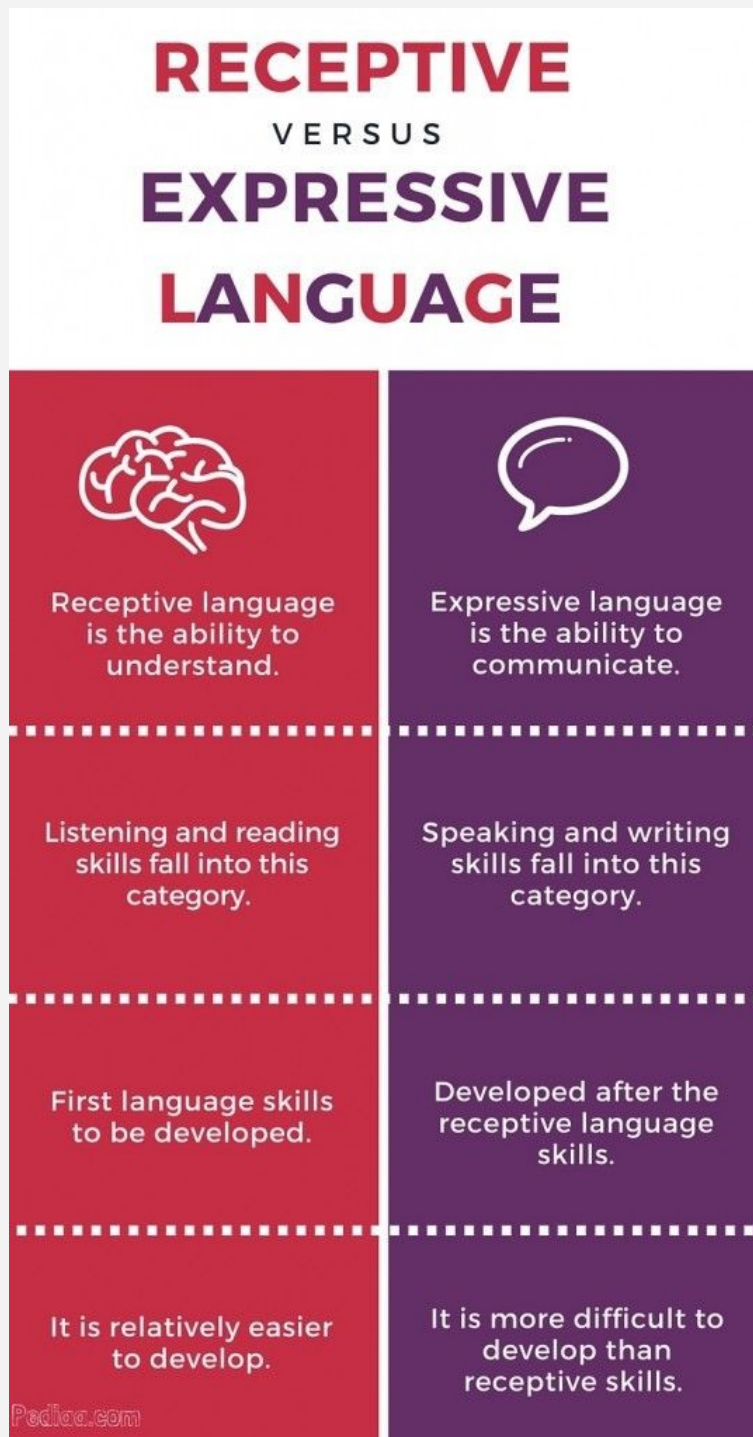 RECEPTIVE
VERSUS
EXPRESSIVE
LANGUAGE
Receptive language
is the ability to
understand.
Expressive language
is the ability to
communicate.
Listening and reading
skills fall into this
category.
Speaking and writing
skills fall into this
category.
First language skills
to be developed.
Developed after the
receptive language
skills.
It is relatively easier
to develop.
It is more difficult to
develop than
receptive skills.
Pediaa.com